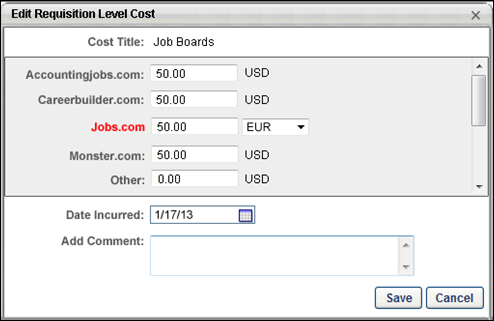 Edit Requisition Level Cost
Cost Title: Job Boards
Accountingjobs.com: 50.00 USD
Careerbuilder.com: 50.00 USD
Jobs.com 50.00 EUR
Monster.com: 50.00 USD
Other: 0.00 USD
Date Incurred: 1/17/13
Add Comment:
Save Cancel